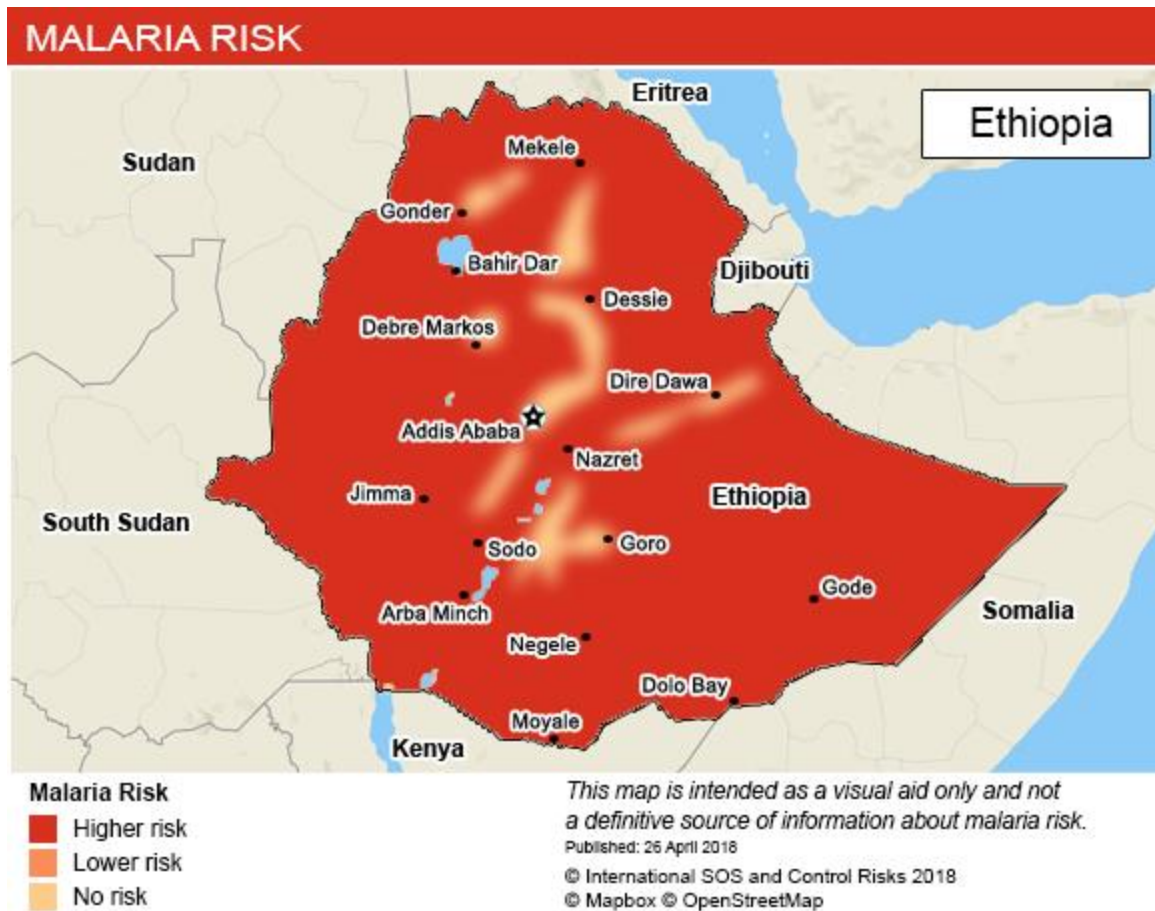 MALARIA RISK
Eritrea
Ethiopia
Mekele
Sudan
Gonder
Bahir Dar
Djibouti
Dessie
Debre Markos
Dire Dawa
Addis Ababa
Nazret
Jimma
Ethiopia
South Sudan
Sodo
Goro
Gode
Arba Minch
Somalia
Negele
Dolo Bay
Moyale
Kenya
Malaria Risk
Higher risk
Lower risk
No risk
This map is intended as a visual aid only and not
a definitive source of information about malaria risk.
Published: 26 April 2018
© International SOS and Control Risks 2018
© Mapbox © OpenStreetMap